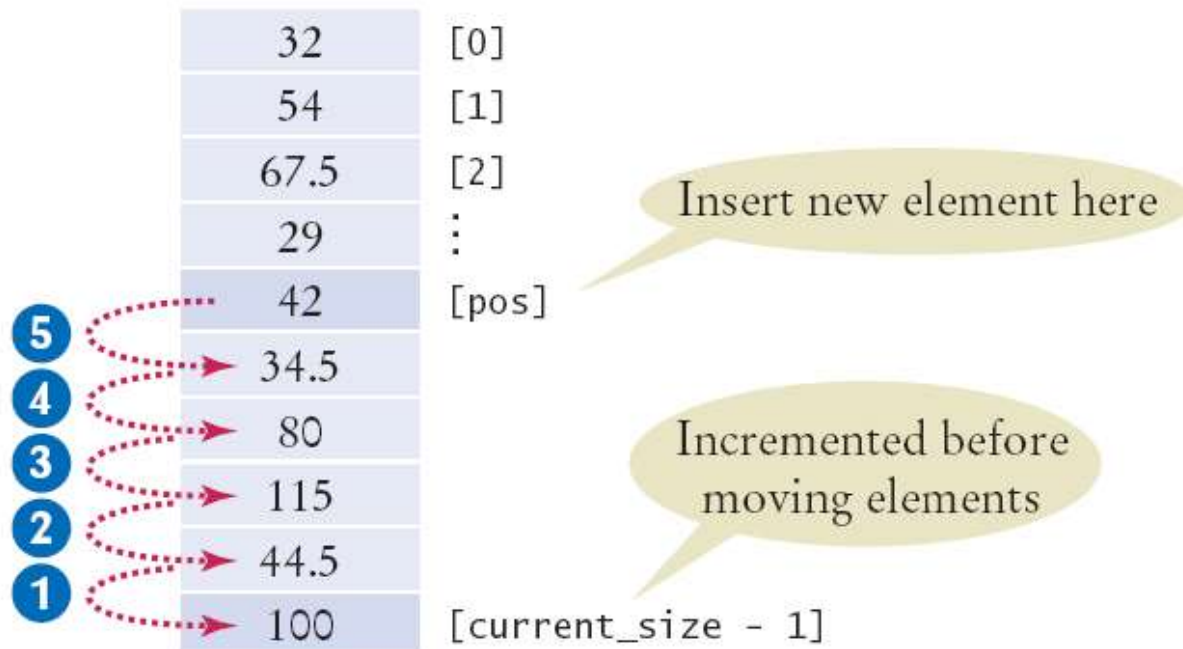 32 [0]
54 [1]
67.5 [2]
Insert new element here
29 ⋮
42 [pos]
5
34.5
4
80
Incremented before
3
moving elements
115
2
44.5
1
100 [current_size - 1]